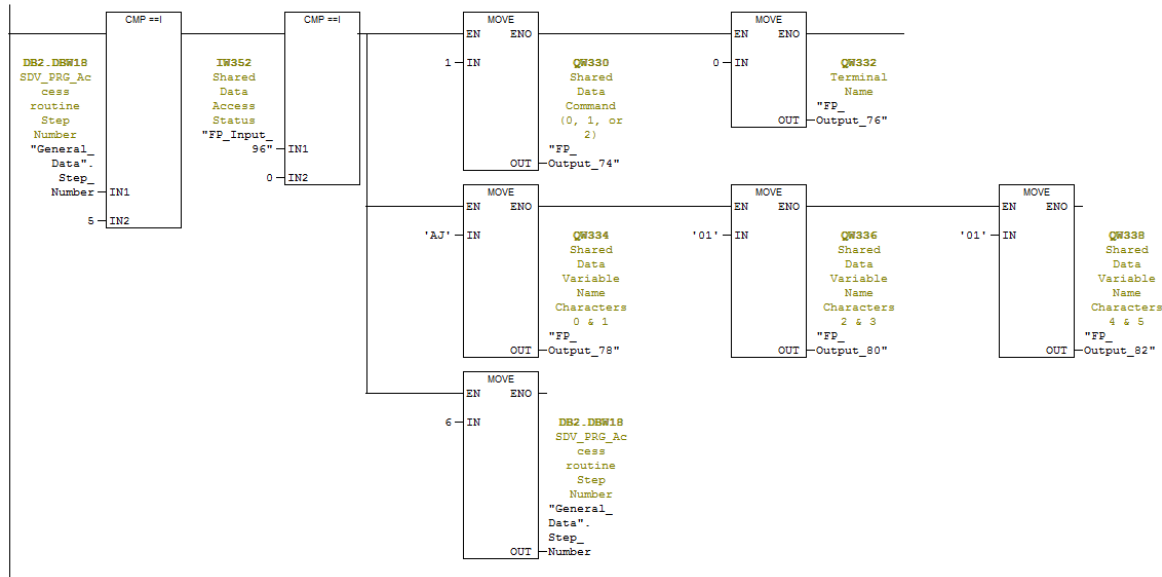 CMP ==I
CMP ==I
MOVE
MOVE
EN ENO
EN ENO
DB2.DBW18
SDV_PRG_Ac
cess
routine
Step
Number
"General_
Data".
Step_
Number IN1
5 IN2
IW352
Shared
Data
Access
Status
"FP_Input_
96" IN1
0 IN2
1 IN
QW330
Shared
Data
Command
(0, 1, or
2)
"FP_
OUT Output_74"
0 IN
QW332
Terminal
Name
"FP_
OUT Output_76"
MOVE
MOVE
MOVE
EN ENO
EN ENO
EN ENO
'AJ' IN
QW334
Shared
Data
Variable
Name
Characters
0 & 1
"FP_
OUT Output_78"
'01' IN
QW336
Shared
Data
Variable
Name
Characters
2 & 3
"FP_
OUT Output_80"
'01' IN
QW338
Shared
Data
Variable
Name
Characters
4 & 5
"FP_
OUT Output_82"
MOVE
EN ENO
6 IN
DB2.DBW18
SDV_PRG_Ac
cess
routine
Step
Number
"General_
Data".
Step_
OUT Number